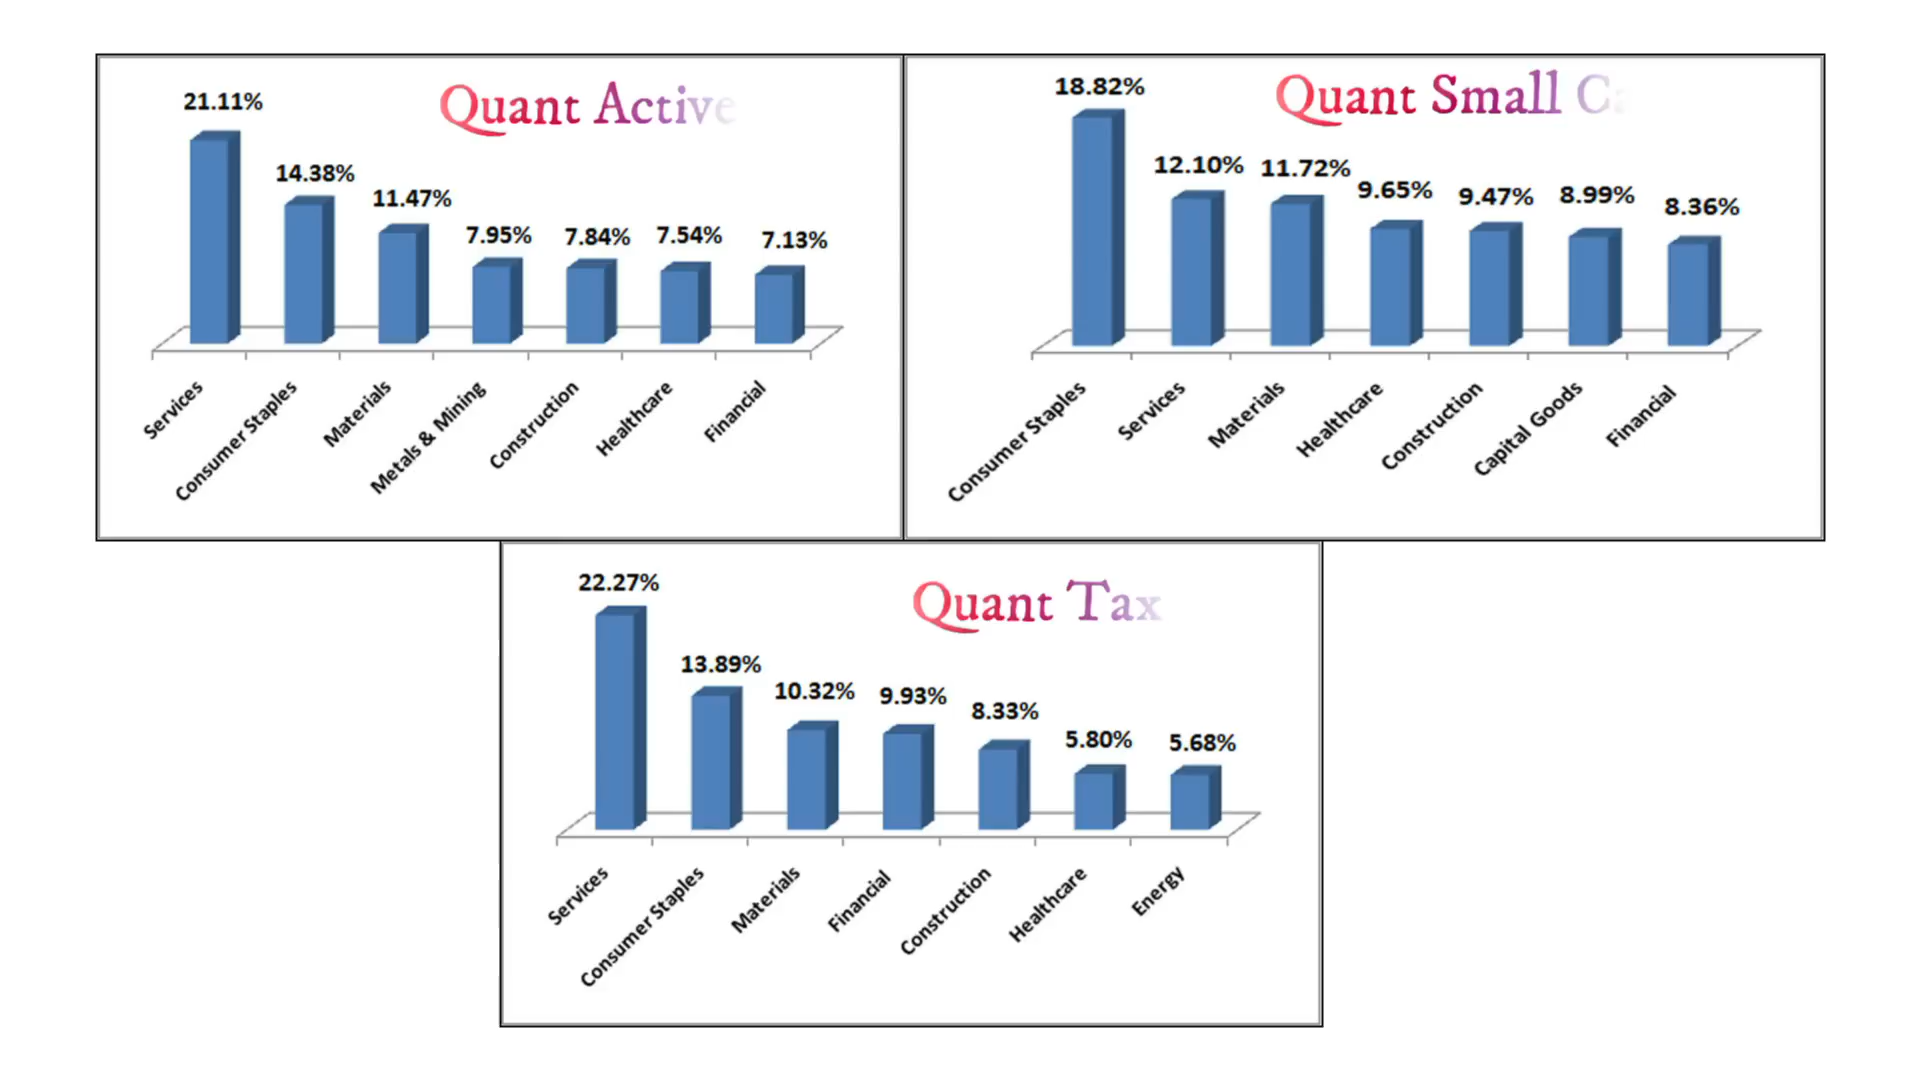 Quant Active
21.11%
14.38%
11.47%
7.95%
7.84%
7.54%
7.13%
Services
Consumer Staples
Materials
Metals & Mining
Construction
Healthcare
Financial
Quant Small Ca
18.82%
12.10%
11.72%
9.65%
9.47%
8.99%
8.36%
Consumer Staples
Services
Materials
Healthcare
Construction
Capital Goods
Financial
Quant Tax
22.27%
13.89%
10.32%
9.93%
8.33%
5.80%
5.68%
Services
Consumer Staples
Materials
Financial
Construction
Healthcare
Energy